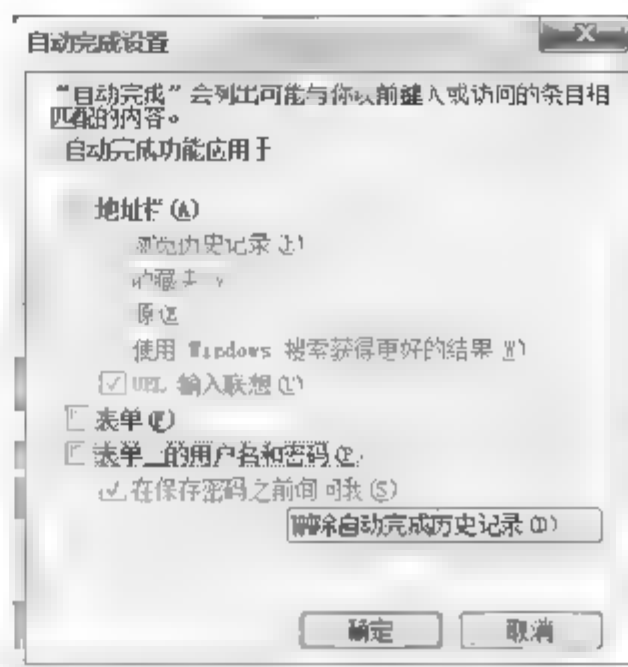 自动完成设置
“自动完成”会列出可能与你以前键入或访问的条目相
匹配的内容。
自动完成功能应用于
地址栏(A)
浏览历史记录
收藏夹
使用 Windows 搜索获得更好的结果(W)
URL 输入联想(U)
表单(F)
表单上的用户名和密码(P)
在保存密码之前询问我(S)
删除自动完成历史记录(D)
确定
取消